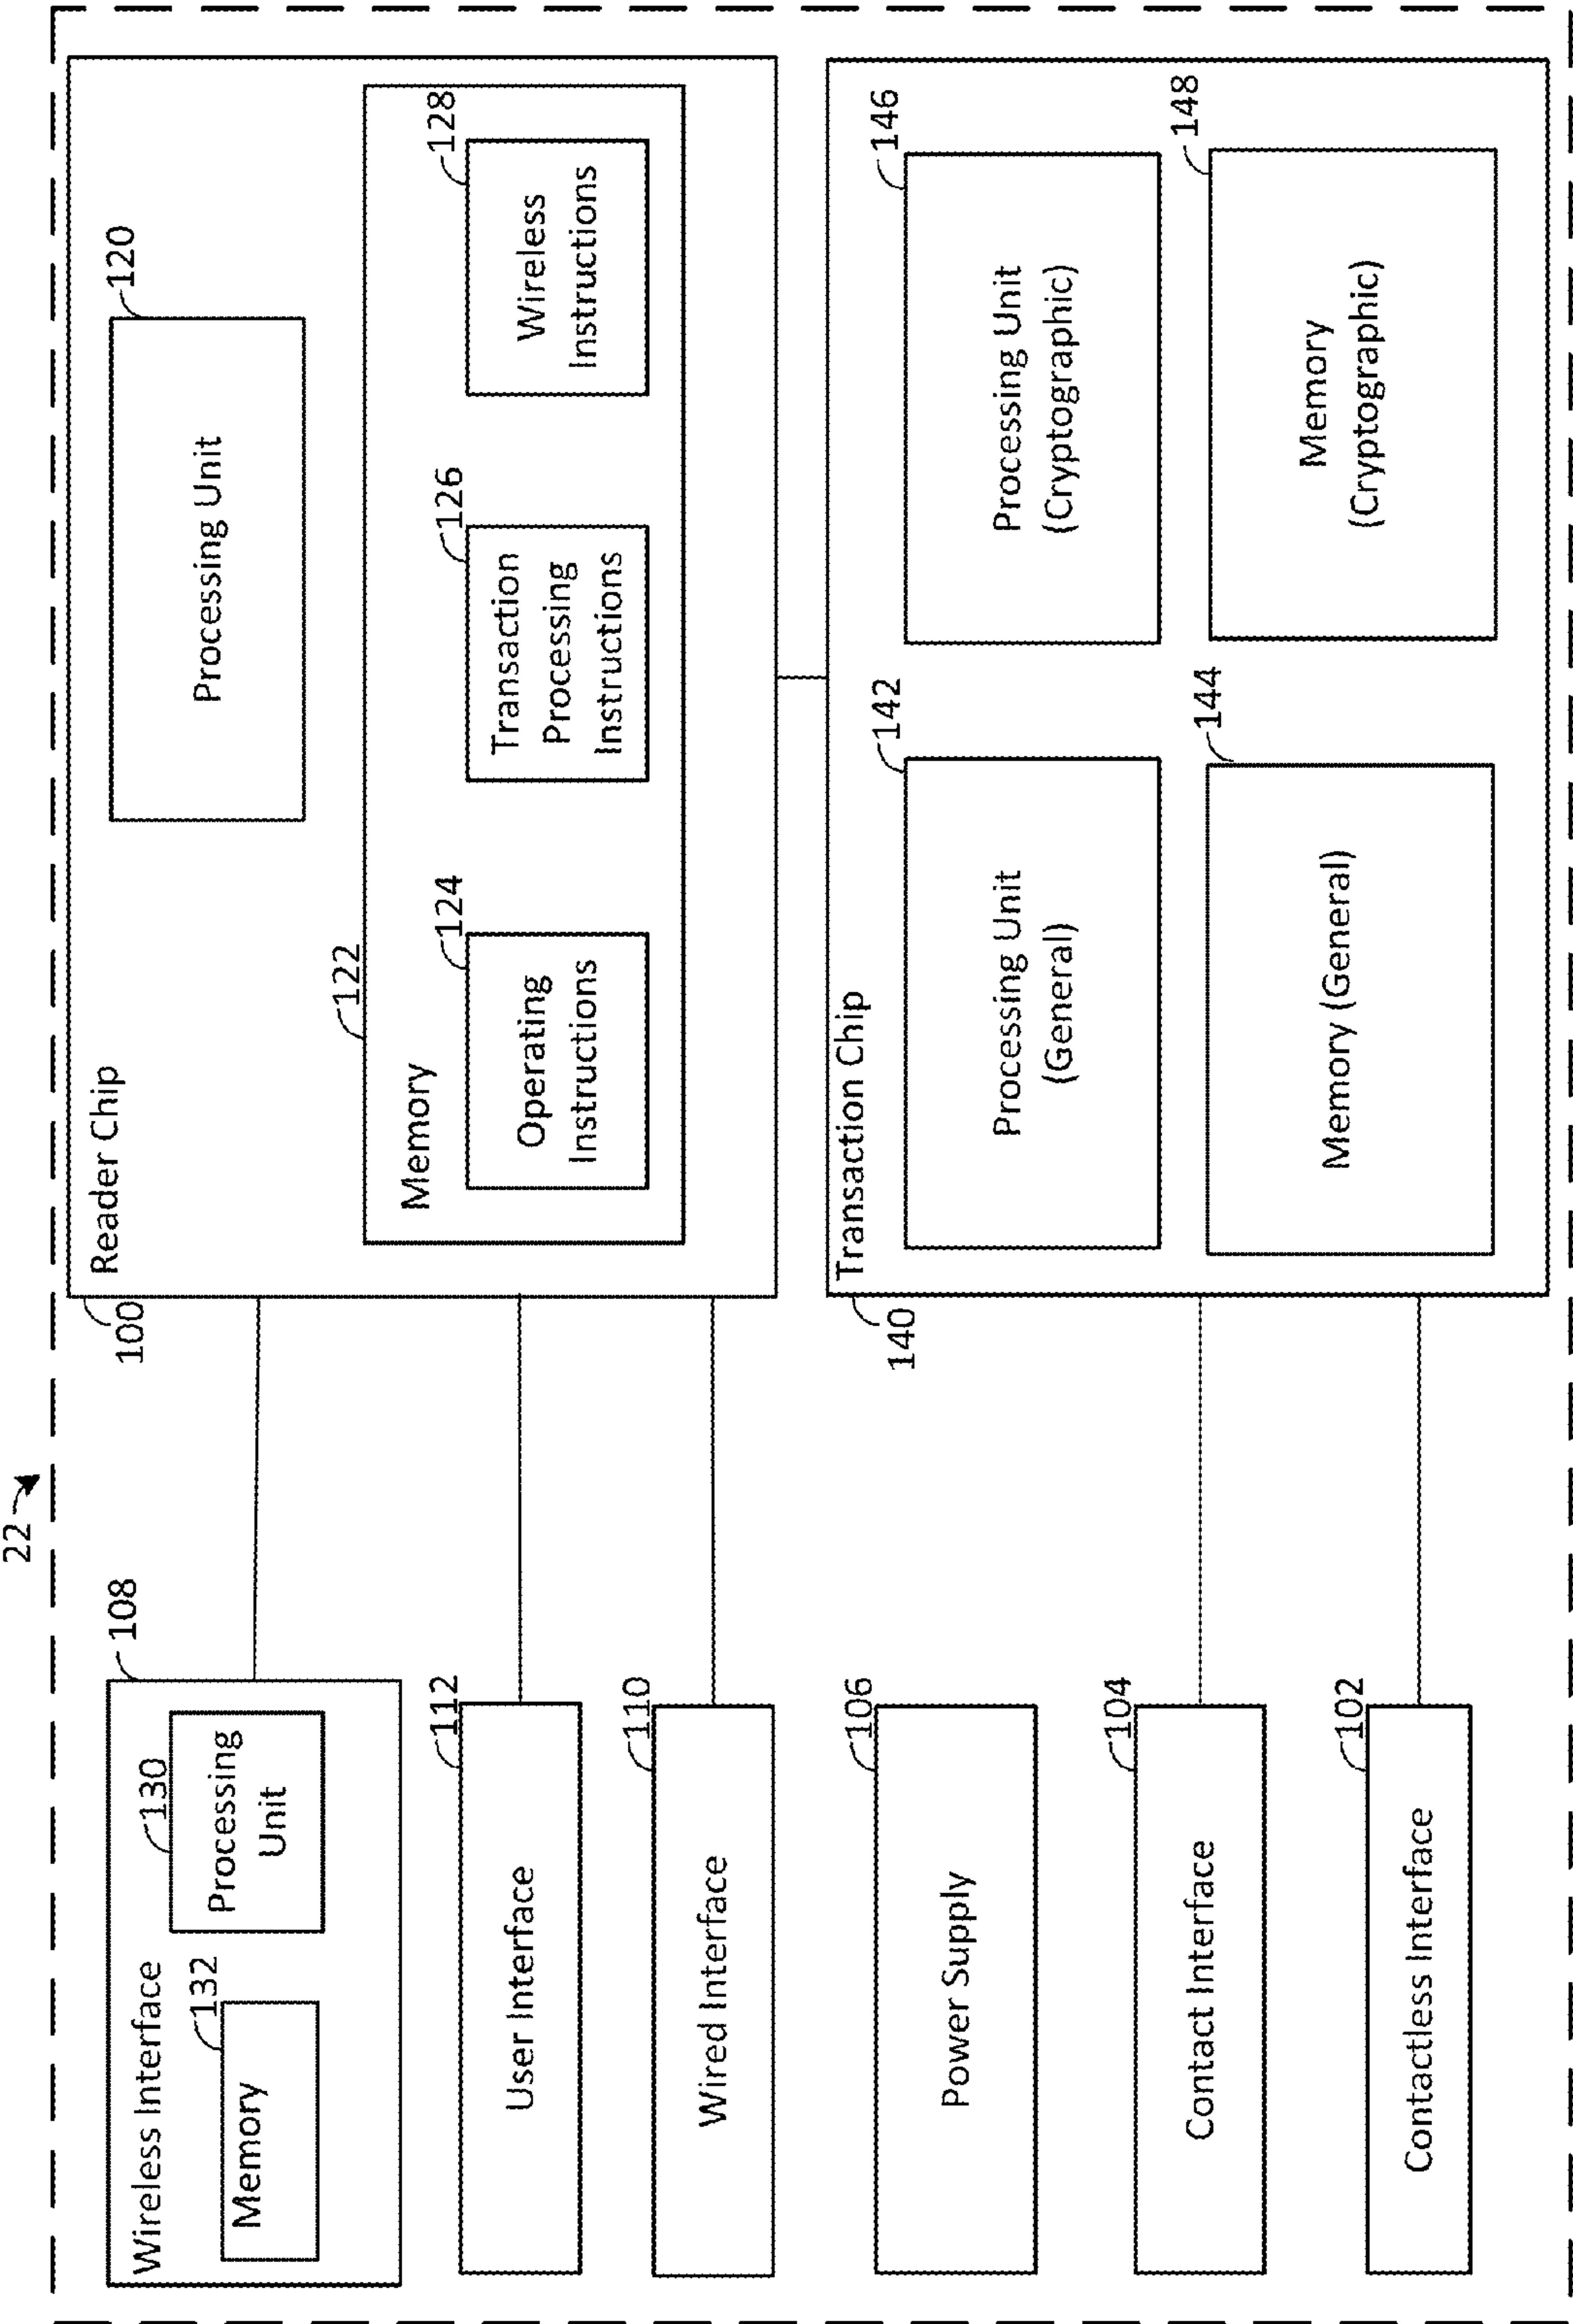 22
Wireless Interface
108
Memory
132
Processing
Unit
130
User Interface
112
Wired Interface
110
Power Supply
106
Contact Interface
104
Contactless Interface
102
Reader Chip
100
Processing Unit
120
Memory
122
Operating
Instructions
124
Transaction
Processing
Instructions
126
Wireless
Instructions
128
Transaction Chip
140
Processing Unit
(General)
142
Processing Unit
(Cryptographic)
146
Memory (General)
144
Memory
(Cryptographic)
148